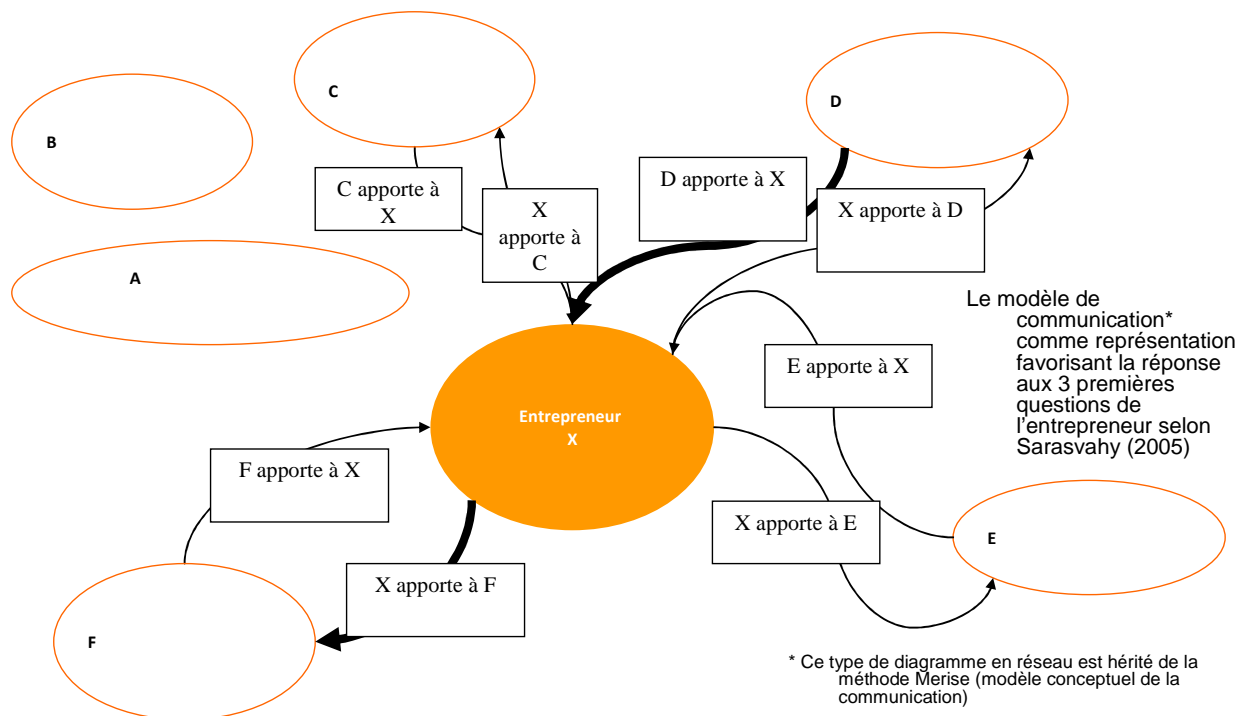 C
D
B
C apporte à
X
X
apporte à
C
D apporte à X
X apporte à D
A
Le modèle de
communication*
comme représentation
favorisant la réponse
aux 3 premières
questions de
l'entrepreneur selon
Sarasvahy (2005)
E apporte à X
Entrepreneur
X
F apporte à X
X apporte à E
E
X apporte à F
F
* Ce type de diagramme en réseau est hérité de la
méthode Merise (modèle conceptuel de la
communication)